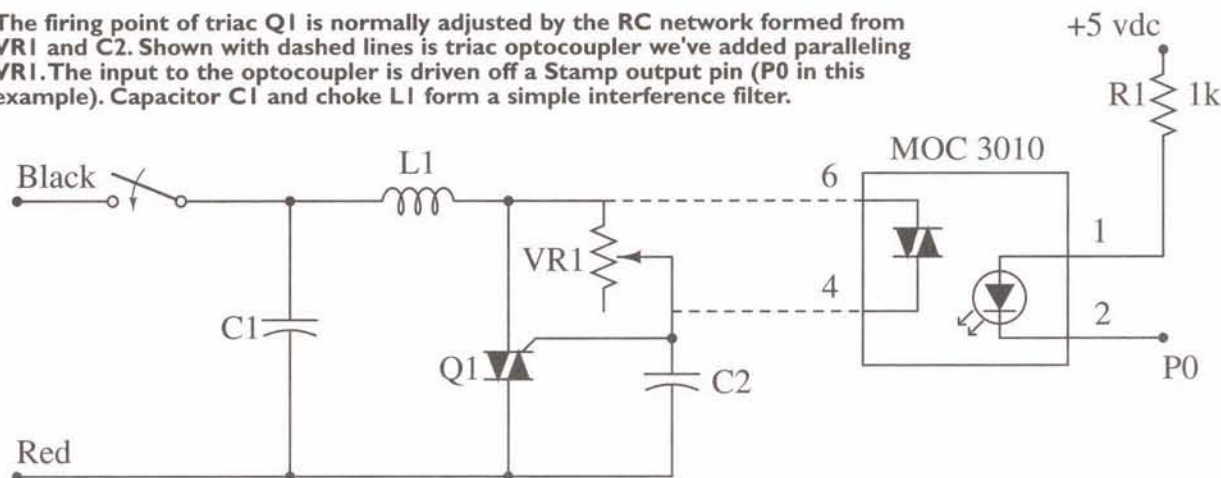 The firing point of triac Q1 is normally adjusted by the RC network formed from
VR1 and C2. Shown with dashed lines is triac optocoupler we've added paralleling
VR1. The input to the optocoupler is driven off a Stamp output pin (P0 in this
example). Capacitor C1 and choke L1 form a simple interference filter.
+5 vdc
R1 1k
MOC 3010
Black
L1
6
1
VR1
4
2
C1
Q1
C2
P0
Red